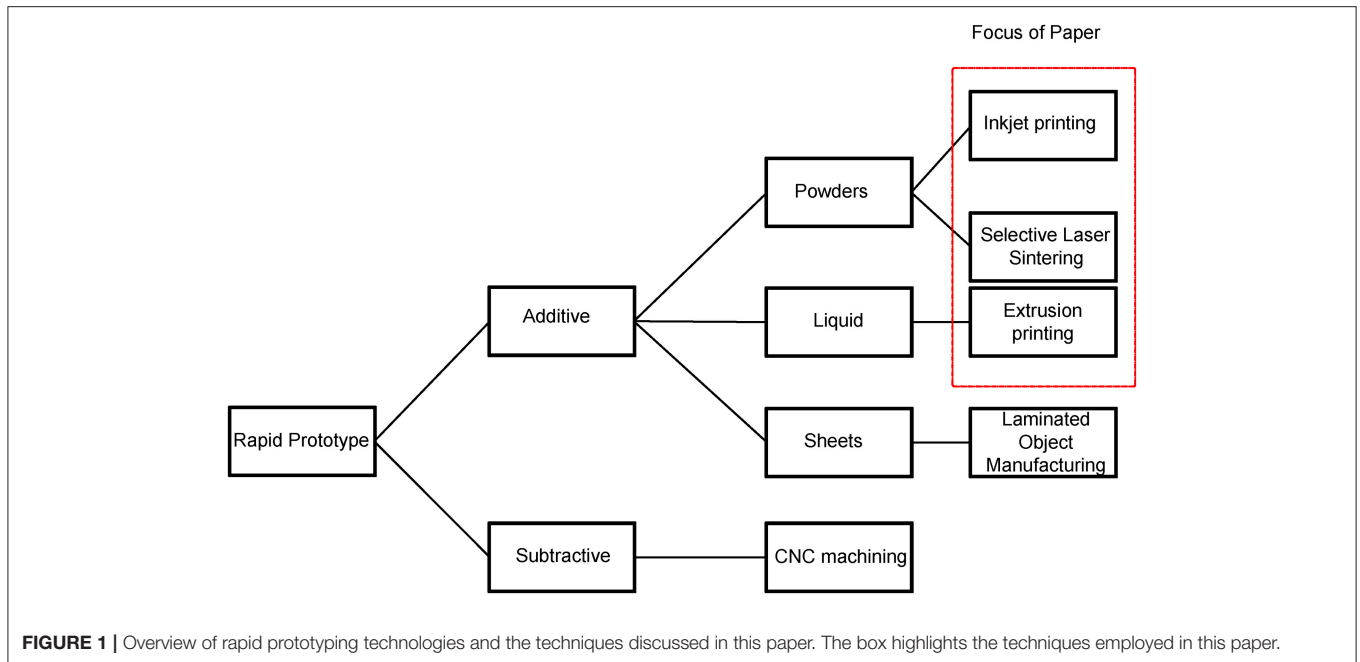 Focus of Paper
Inkjet printing
Powders
Selective Laser
Sintering
Additive
Liquid
Extrusion
printing
Rapid Prototype
Sheets
Laminated
Object
Manufacturing
Subtractive
CNC machining
FIGURE 1 | Overview of rapid prototyping technologies and the techniques discussed in this paper. The box highlights the techniques employed in this paper.